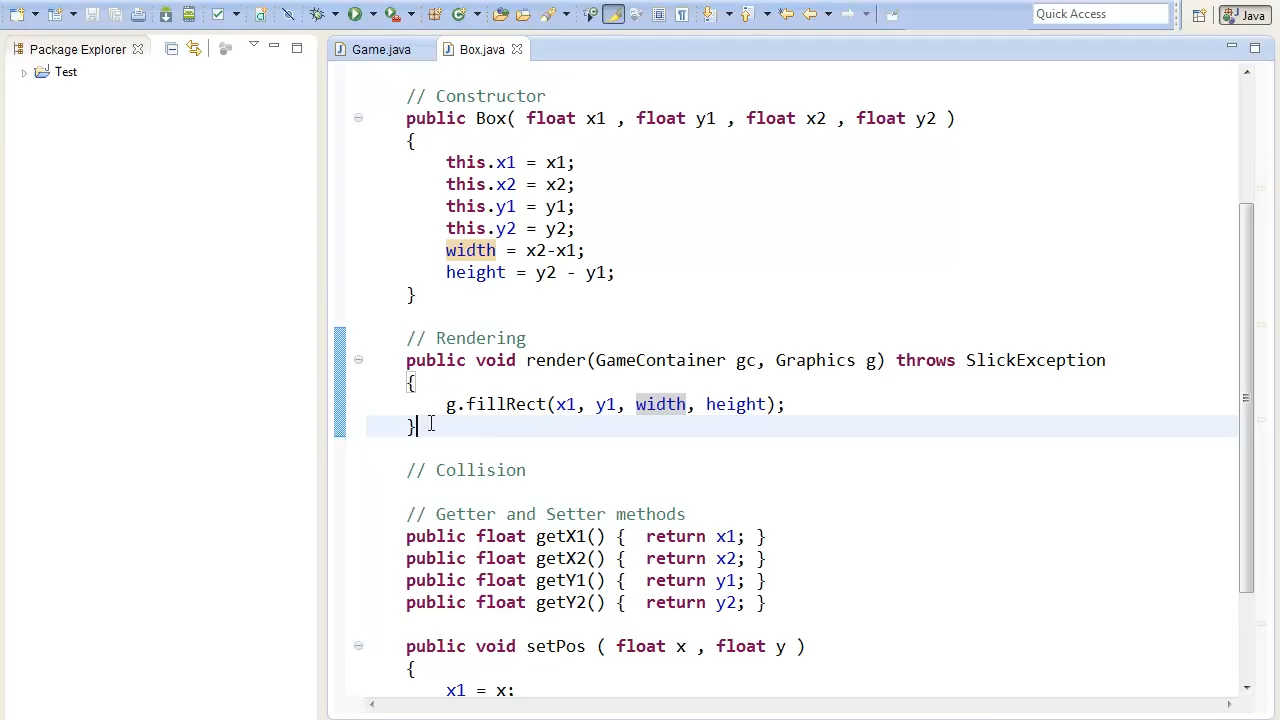 Quick Access
Java
Package Explorer
Test
Game.java
Box.java
// Constructor
public Box( float x1 , float y1 , float x2 , float y2 )
{
this.x1 = x1;
this.x2 = x2;
this.y1 = y1;
this.y2 = y2;
width = x2-x1;
height = y2 - y1;
}
// Rendering
public void render(GameContainer gc, Graphics g) throws SlickException
{
g.fillRect(x1, y1, width, height);
}
// Collision
// Getter and Setter methods
public float getX1() {  return x1; }
public float getX2() {  return x2; }
public float getY1() {  return y1; }
public float getY2() {  return y2; }
public void setPos ( float x , float y )
{
x1 = x;